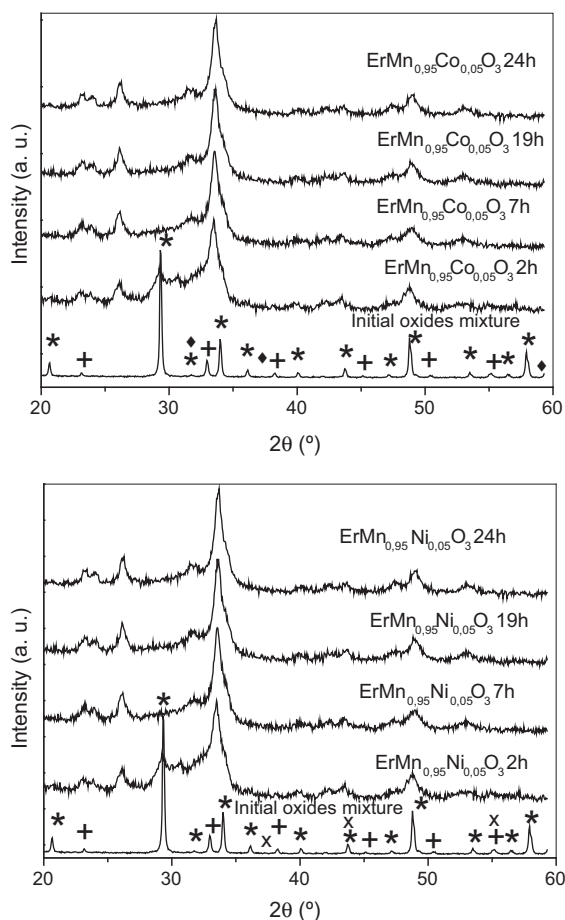 ErMn0,95Co0,05O3 24h
ErMn0,95Co0,05O3 19h
ErMn0,95Co0,05O3 7h
ErMn0,95Co0,05O3 2h
Initial oxides mixture
* + * ♦ * + * * ♦ + * * + * * + * + * * ♦
Intensity (a. u.)
20 30 40 50 60
2θ (º)
ErMn0,95Ni0,05O3 24h
ErMn0,95Ni0,05O3 19h
ErMn0,95Ni0,05O3 7h
ErMn0,95Ni0,05O3 2h
Initial oxides mixture
* + * * + * * x + * x * + * * + * x + * *
Intensity (a. u.)
20 30 40 50 60
2θ (º)